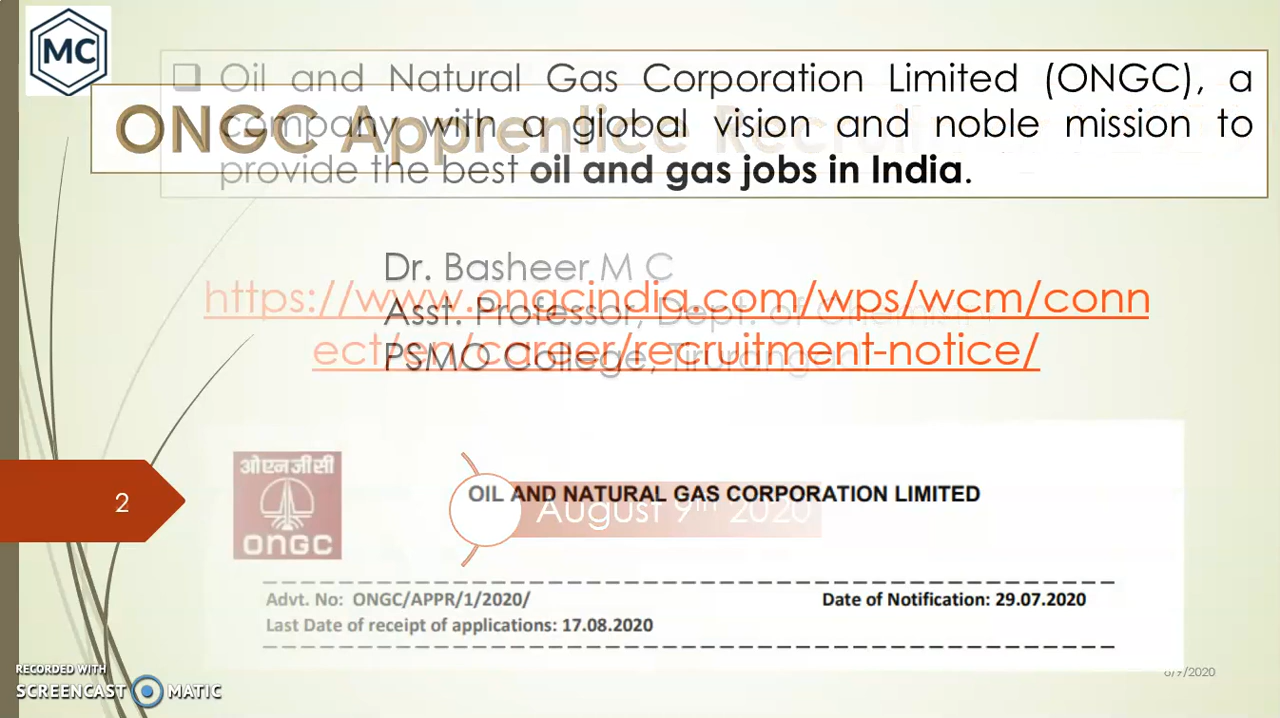 MC
❑ Oil and Natural Gas Corporation Limited (ONGC), a
company with a global vision and noble mission to
provide the best oil and gas jobs in India.
ONGC Apprentice
Dr. Basheer M C
Asst. Professor, Dept. of
PSMO College,
https://www.ongcindia.com/wps/wcm/conn
ect/en/career/recruitment-notice/
2
ओएनजीसी
ONGC
OIL AND NATURAL GAS CORPORATION LIMITED
August 9th 2020
Advt. No: ONGC/APPR/1/2020/ Date of Notification: 29.07.2020
Last Date of receipt of applications: 17.08.2020
RECORDED WITH
SCREENCAST MATIC